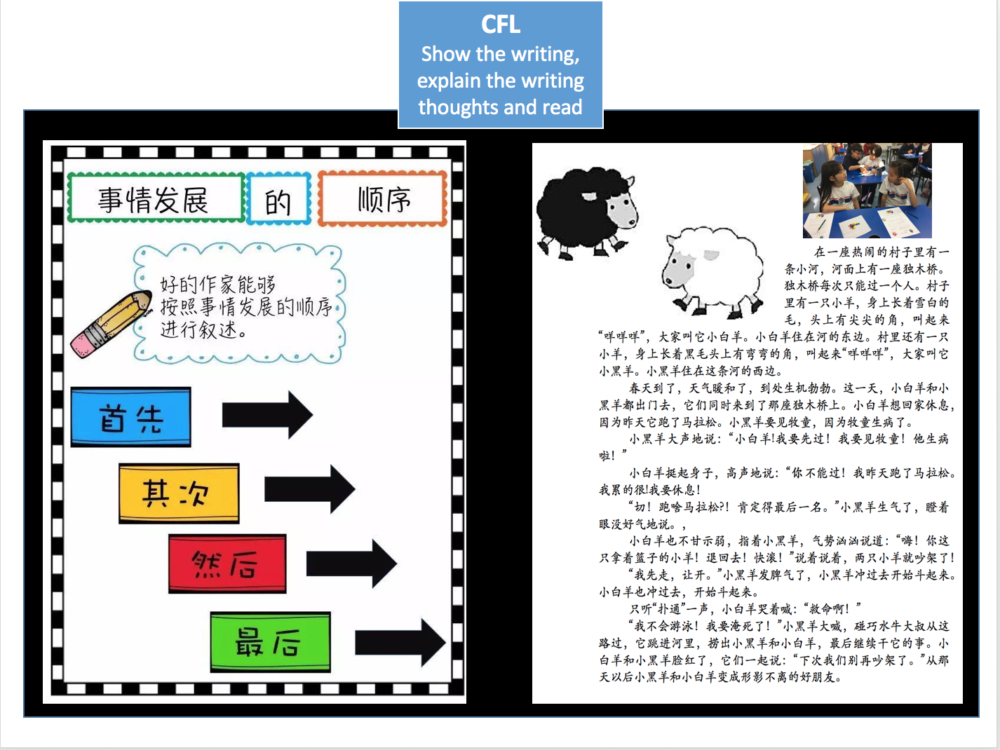 CFL
Show the writing,
explain the writing
thoughts and read
事情发展 的 顺序
好的作家能够
按照事情发展的顺序
进行叙述。
首先
其次
然后
最后
在一座热闹的村子里有一
条小河，河面上有一座独木桥。
独木桥每次只能过一个人。村子
里有一只小羊，身上长着雪白的
毛，头上有尖尖的角，叫起来
“咩咩咩”，大家叫它小白羊。小白羊住在河的东边。村里还有一只
小羊，身上长着黑毛头上有弯弯的角，叫起来“咩咩咩”，大家叫它
小黑羊。小黑羊住在这条河的西边。
春天到了，天气暖和了，到处生机勃勃。这一天，小白羊和小
黑羊都出门去，它们同时来到了那座独木桥上。小白羊想回家休息，
因为昨天它跑了马拉松。小黑羊要见牧童，因为牧童生病了。
小黑羊大声地说：“小白羊！我要先过！我要见牧童！他生病
啦！”
小白羊挺起身子，高声地说：“你不能过！我昨天跑了马拉松。
我累的很!我要休息!
“切！跑啥马拉松?！肯定得最后一名。”小黑羊生气了，瞪着
眼没好气地说。，
小白羊也不甘示弱，指着小黑羊，气势汹汹说道：“嗨！你这
只拿着篮子的小羊！退回去！快滚！”说着说着，两只小羊就吵架了！
“我先走，让开。”小黑羊发脾气了，小黑羊冲过去开始斗起来。
小白羊也冲过去，开始斗起来。
只听“扑通”一声，小白羊哭着喊：“救命啊！”
“我不会游泳！我要淹死了！”小黑羊大喊，碰巧水牛大叔从这
路过，它跳进河里，捞出小黑羊和小白羊，最后继续干它的事。小
白羊和小黑羊脸红了，它们一起说：“下次我们别再吵架了。”从那
天以后小黑羊和小白羊变成形影不离的好朋友。